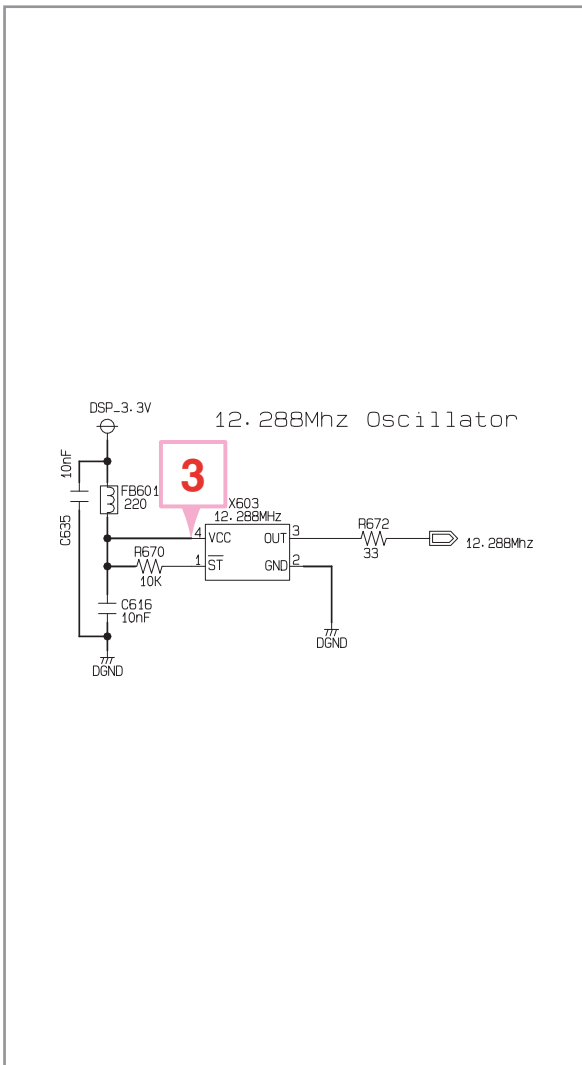 DSP_3.3V
12.288Mhz Oscillator
10nF
C635
FB601
220
3
X603
12.288MHz
4
VCC
OUT
3
R672
33
12.288Mhz
R670
10K
1
ST
GND
2
C616
10nF
DGND
DGND